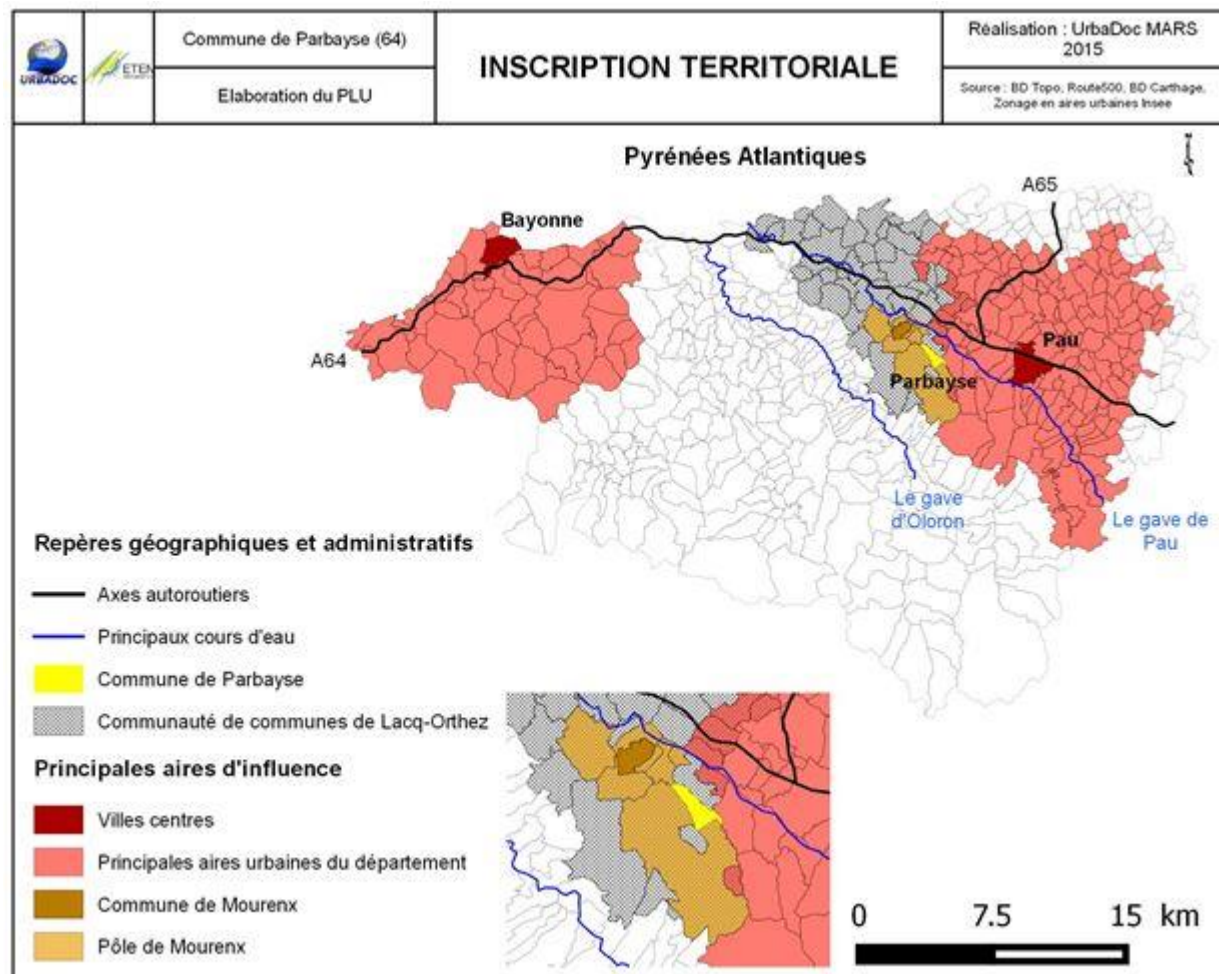 URBADOC
ETEN
Commune de Parbayse (64)
Elaboration du PLU
INSCRIPTION TERRITORIALE
Réalisation : UrbaDoc MARS
2015
Source : BD Topo, Route500, BD Carthage,
Zonage en aires urbaines Insee
Pyrénées Atlantiques
A65
Bayonne
A64
Pau
Parbayse
Le gave
d'Oloron
Le gave de
Pau
Repères géographiques et administratifs
Axes autoroutiers
Principaux cours d'eau
Commune de Parbayse
Communauté de communes de Lacq-Orthez
Principales aires d'influence
Villes centres
Principales aires urbaines du département
Commune de Mourenx
Pôle de Mourenx
0 7.5 15 km